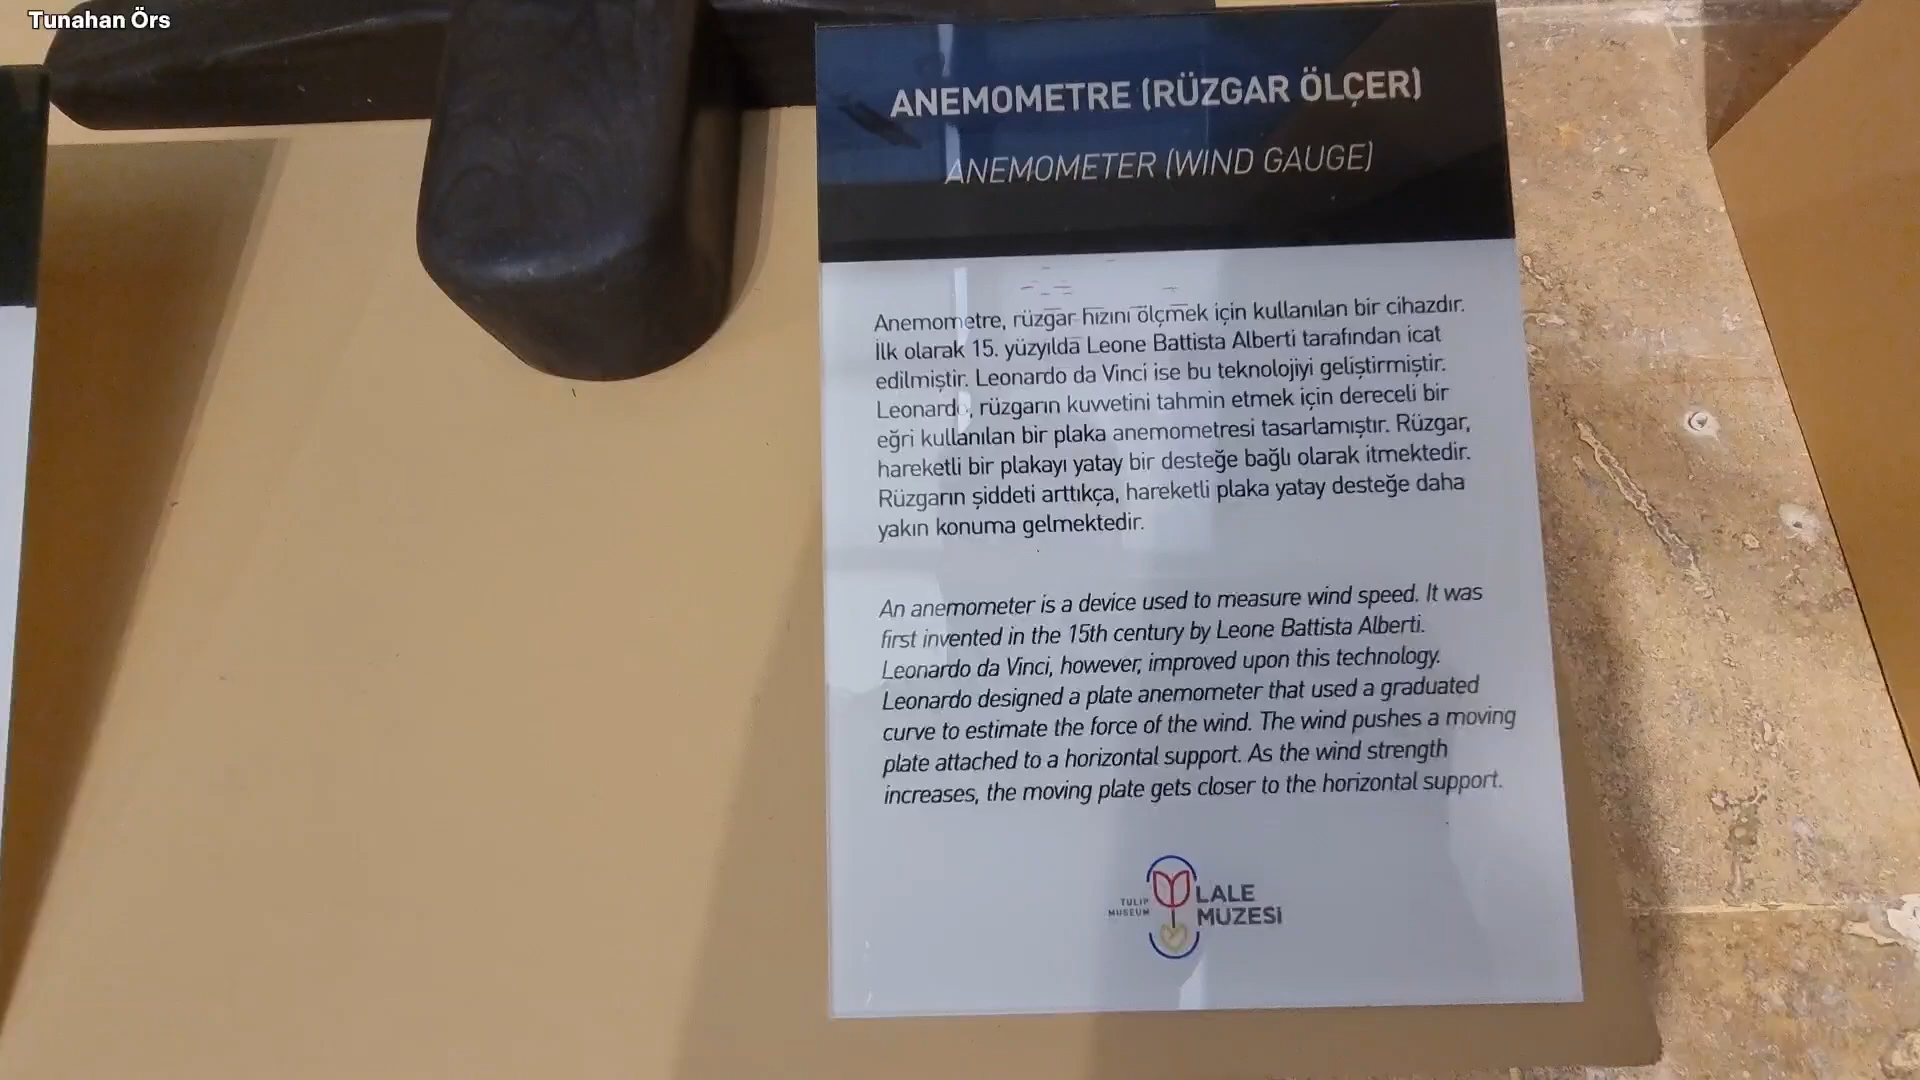 Tunahan Örs
ANEMOMETRE (RÜZGAR ÖLÇER)
ANEMOMETER (WIND GAUGE)
Anemometre, rüzgar hızını ölçmek için kullanılan bir cihazdır.
İlk olarak 15. yüzyılda Leone Battista Alberti tarafından icat
edilmiştir. Leonardo da Vinci ise bu teknolojiyi geliştirmiştir.
Leonardo, rüzgarın kuvvetini tahmin etmek için dereceli bir
eğri kullanılan bir plaka anemometresi tasarlamıştır. Rüzgar,
hareketli bir plakayı yatay bir desteğe bağlı olarak itmektedir.
Rüzgarın şiddeti arttıkça, hareketli plaka yatay desteğe daha
yakın konuma gelmektedir.
An anemometer is a device used to measure wind speed. It was
first invented in the 15th century by Leone Battista Alberti.
Leonardo da Vinci, however, improved upon this technology.
Leonardo designed a plate anemometer that used a graduated
curve to estimate the force of the wind. The wind pushes a moving
plate attached to a horizontal support. As the wind strength
increases, the moving plate gets closer to the horizontal support.
TULIP
MUSEUM
LALE
MÜZESİ